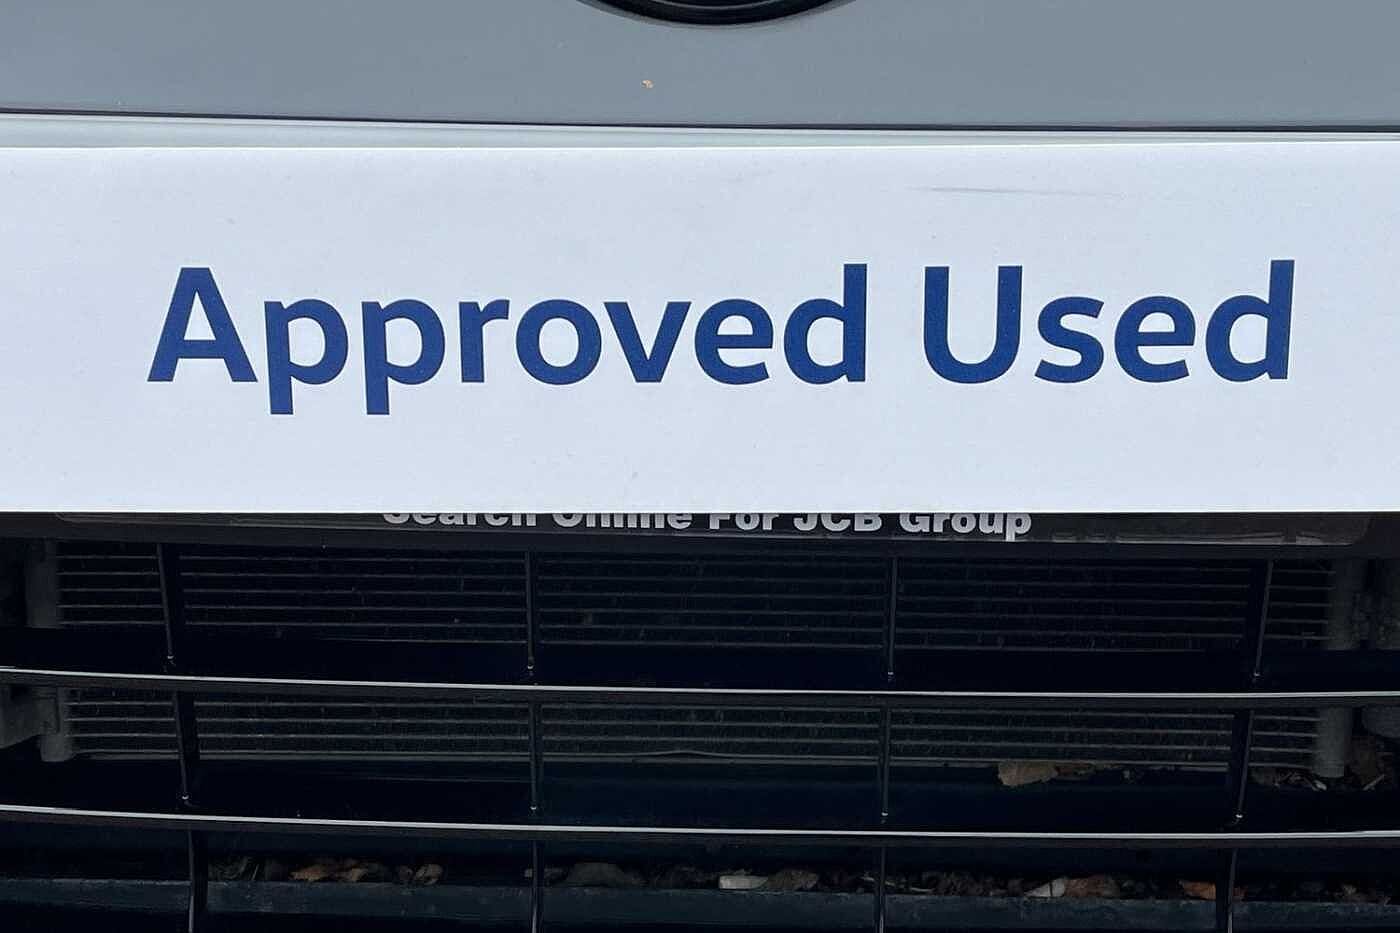 Approved Used
Search Online For JCB Group